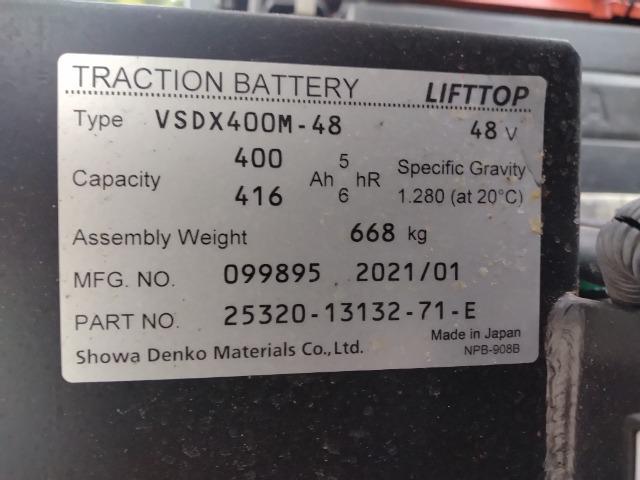 TRACTION BATTERY LIFTTOP
Type VSDX400M-48 48 V
Capacity 400 Ah 5 hR Specific Gravity
416 6 1.280 (at 20°C)
Assembly Weight 668 kg
MFG. NO. 099895 2021/01
PART NO. 25320-13132-71-E
Made in Japan
Showa Denko Materials Co., Ltd. NPB-908B